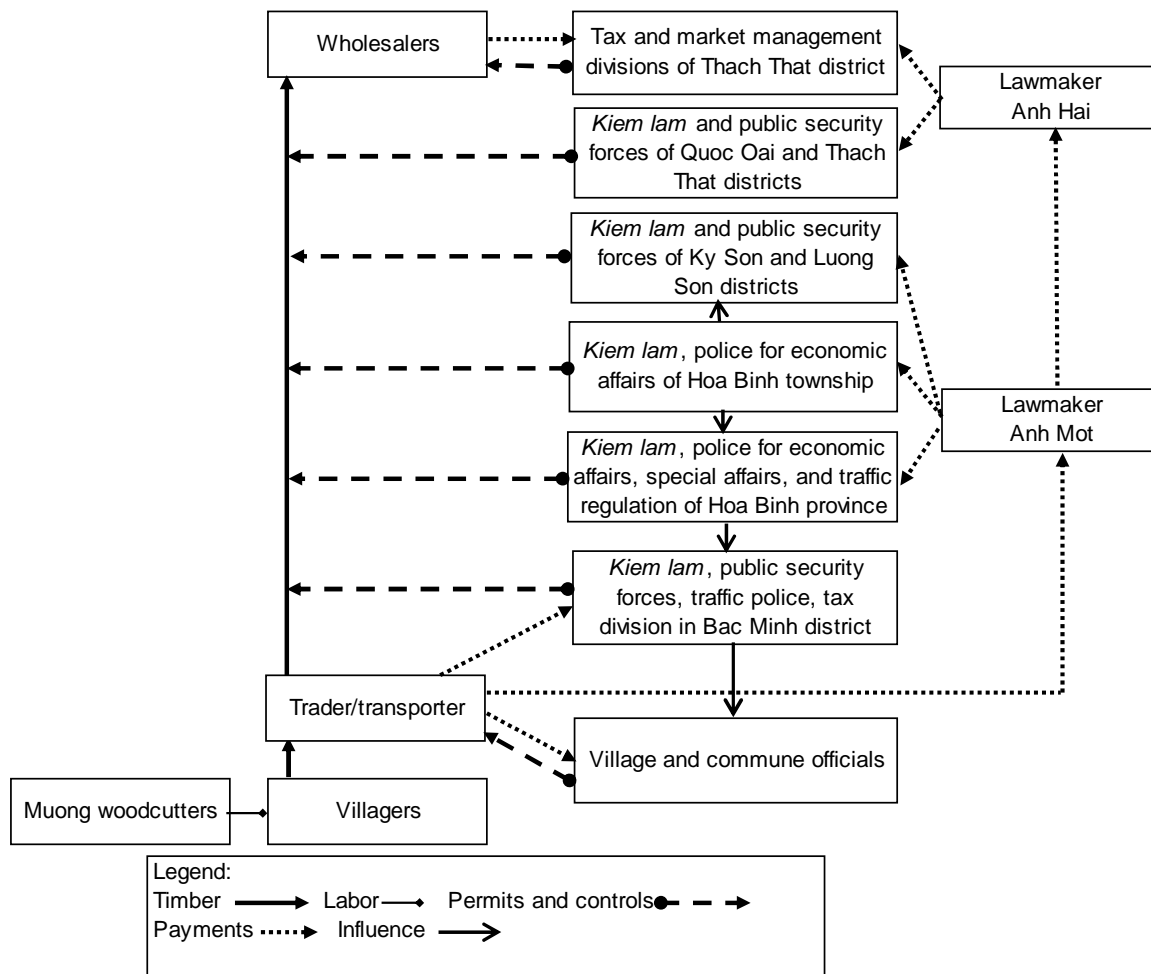 Wholesalers
Tax and market management
divisions of Thach That district
Lawmaker
Anh Hai
Kiem lam and public security
forces of Quoc Oai and Thach
That districts
Kiem lam and public security
forces of Ky Son and Luong
Son districts
Kiem lam, police for economic
affairs of Hoa Binh township
Lawmaker
Anh Mot
Kiem lam, police for economic
affairs, special affairs, and traffic
regulation of Hoa Binh province
Kiem lam, public security
forces, traffic police, tax
division in Bac Minh district
Trader/transporter
Village and commune officials
Muong woodcutters
Villagers
Legend:
Timber Labor Permits and controls
Payments Influence